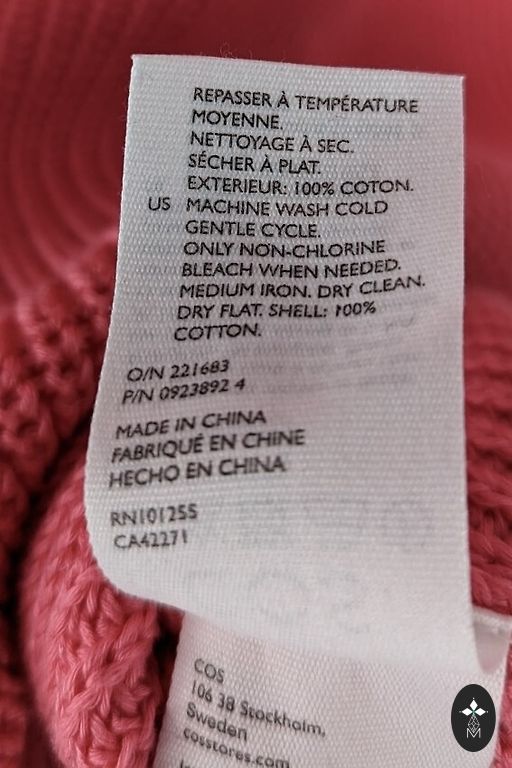 REPASSER À TEMPÉRATURE
MOYENNE.
NETTOYAGE À SEC.
SÉCHER À PLAT.
EXTERIEUR: 100% COTON.
US MACHINE WASH COLD
GENTLE CYCLE.
ONLY NON-CHLORINE
BLEACH WHEN NEEDED.
MEDIUM IRON. DRY CLEAN.
DRY FLAT. SHELL: 100%
COTTON.
O/N 221683
P/N 0923892 4
MADE IN CHINA
FABRIQUÉ EN CHINE
HECHO EN CHINA
RN101255
CA42271
COS
106 38 Stockholm,
Sweden
cosstores.com
M